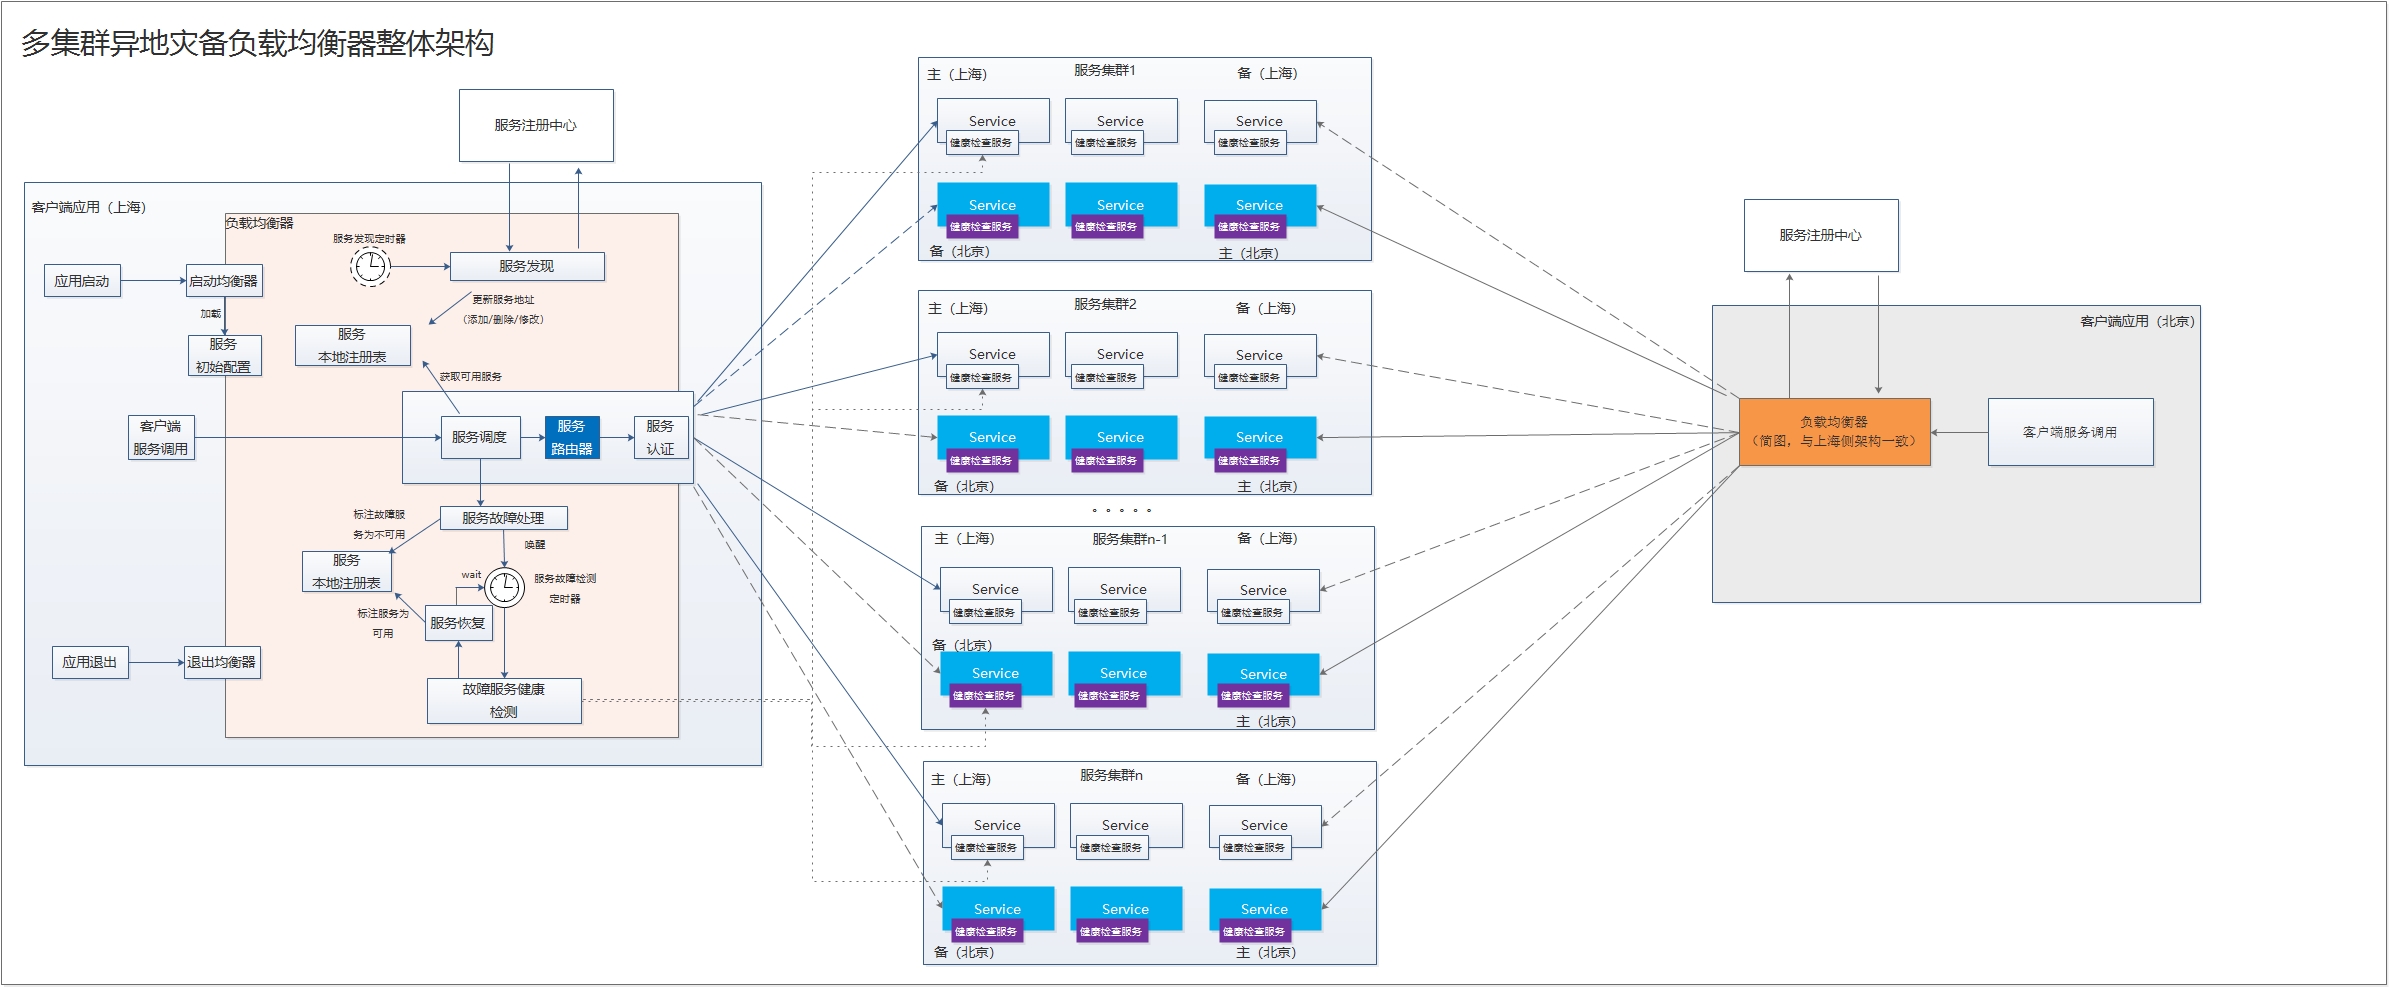 多集群异地灾备负载均衡器整体架构
服务注册中心
客户端应用（上海）
负载均衡器
服务发现定时器
服务发现
应用启动
启动均衡器
加载
服务
初始配置
更新服务地址
（添加/删除/修改）
服务
本地注册表
获取可用服务
客户端
服务调用
服务调度
服务
路由器
服务
认证
服务故障处理
标注故障服
务为不可用
唤醒
服务
本地注册表
wait
服务故障检测
定时器
标注服务为
可用
服务恢复
应用退出
退出均衡器
故障服务健康
检测
主（上海）
服务集群1
备（上海）
Service
健康检查服务
Service
健康检查服务
Service
健康检查服务
Service
健康检查服务
Service
健康检查服务
Service
健康检查服务
备（北京）
主（北京）
主（上海）
服务集群2
备（上海）
Service
健康检查服务
Service
健康检查服务
Service
健康检查服务
Service
健康检查服务
Service
健康检查服务
Service
健康检查服务
备（北京）
主（北京）
。。。。。
主（上海）
服务集群n-1
备（上海）
Service
健康检查服务
Service
健康检查服务
Service
健康检查服务
备（北京）
Service
健康检查服务
Service
健康检查服务
Service
健康检查服务
主（北京）
主（上海）
服务集群n
备（上海）
Service
健康检查服务
Service
健康检查服务
Service
健康检查服务
Service
健康检查服务
Service
健康检查服务
Service
健康检查服务
备（北京）
主（北京）
服务注册中心
客户端应用（北京）
负载均衡器
（简图，与上海侧架构一致）
客户端服务调用